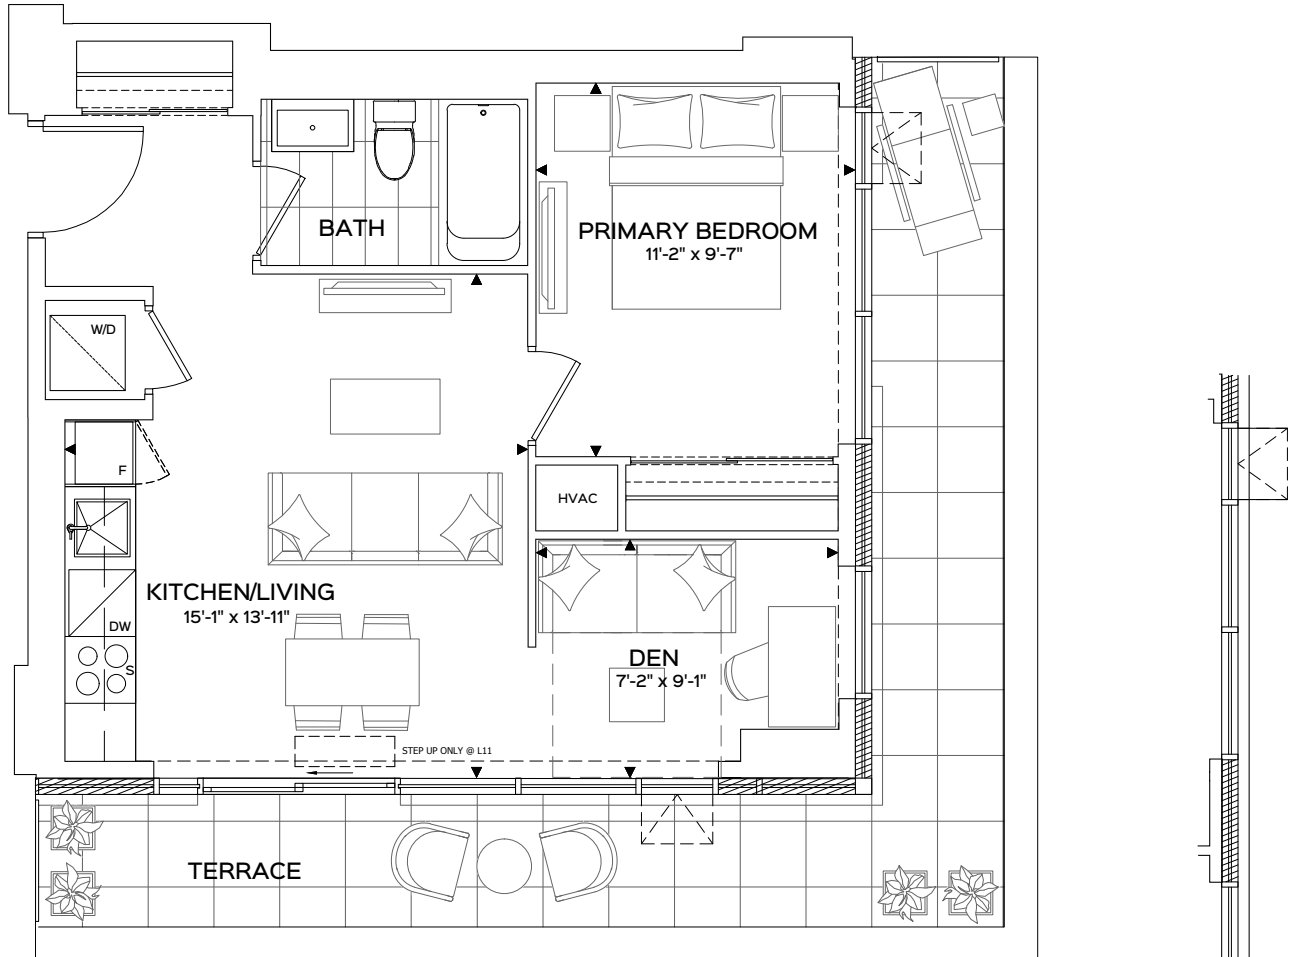 BATH
PRIMARY BEDROOM
11'-2" x 9'-7"
W/D
F
HVAC
KITCHEN/LIVING
15'-1" x 13'-11"
DW
S
DEN
7'-2" x 9'-1"
STEP UP ONLY @ L11
TERRACE